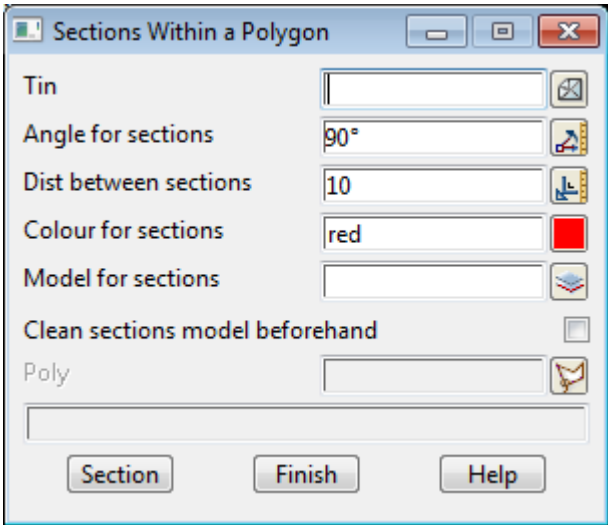 Sections Within a Polygon
Tin
Angle for sections 90°
Dist between sections 10
Colour for sections red
Model for sections
Clean sections model beforehand
Poly
Section Finish Help